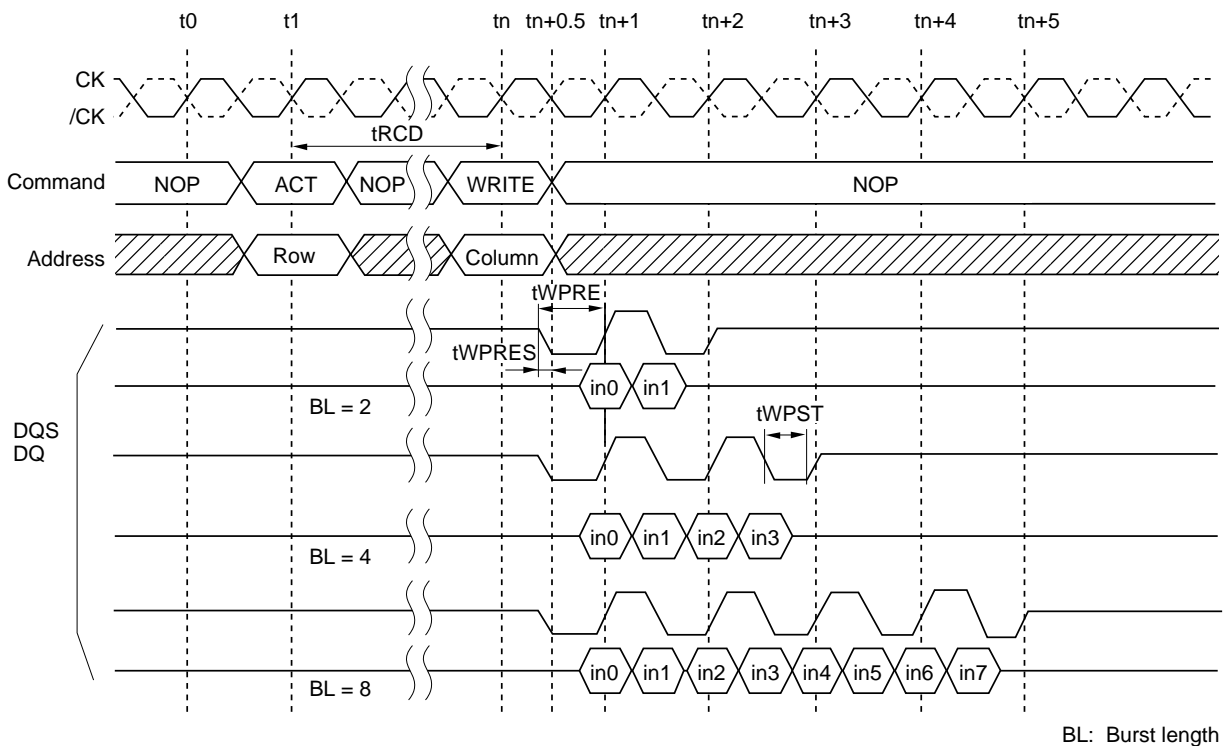 t0 t1 tn tn+0.5 tn+1 tn+2 tn+3 tn+4 tn+5
CK
/CK
tRCD
Command NOP ACT NOP WRITE NOP
Address Row Column
tWPRE
tWPRES
in0 in1
BL = 2
tWPST
DQS
DQ
in0 in1 in2 in3
BL = 4
in0 in1 in2 in3 in4 in5 in6 in7
BL = 8
BL: Burst length